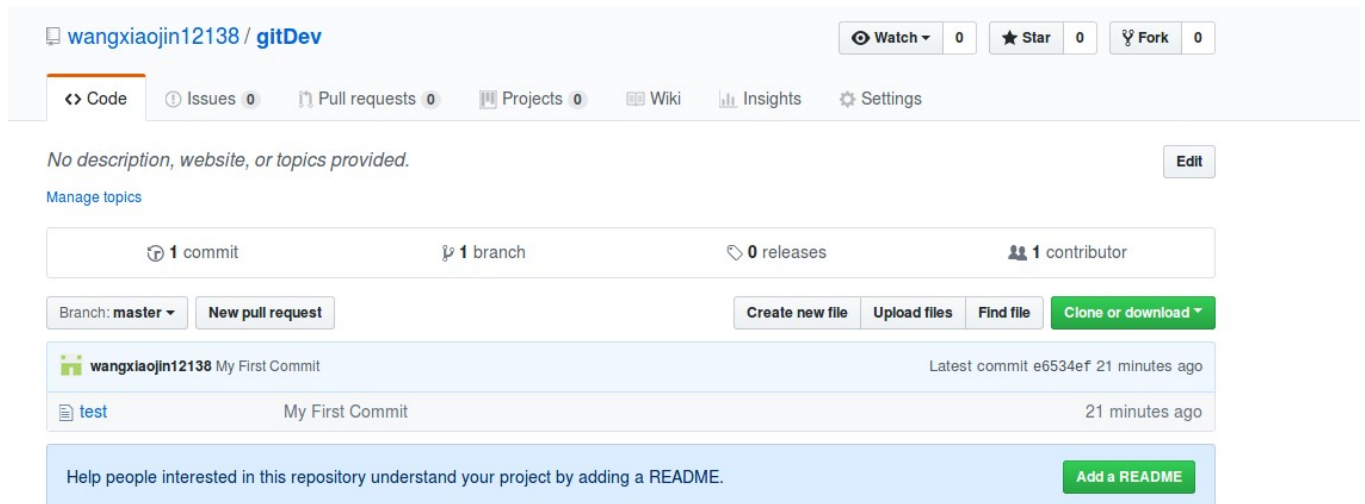 wangxiaojin12138 / gitDev
Watch 0 Star 0 Fork 0
Code Issues 0 Pull requests 0 Projects 0 Wiki Insights Settings
No description, website, or topics provided. Edit
Manage topics
1 commit 1 branch 0 releases 1 contributor
Branch: master New pull request Create new file Upload files Find file Clone or download
wangxiaojin12138 My First Commit Latest commit e6534ef 21 minutes ago
test My First Commit 21 minutes ago
Help people interested in this repository understand your project by adding a README. Add a README